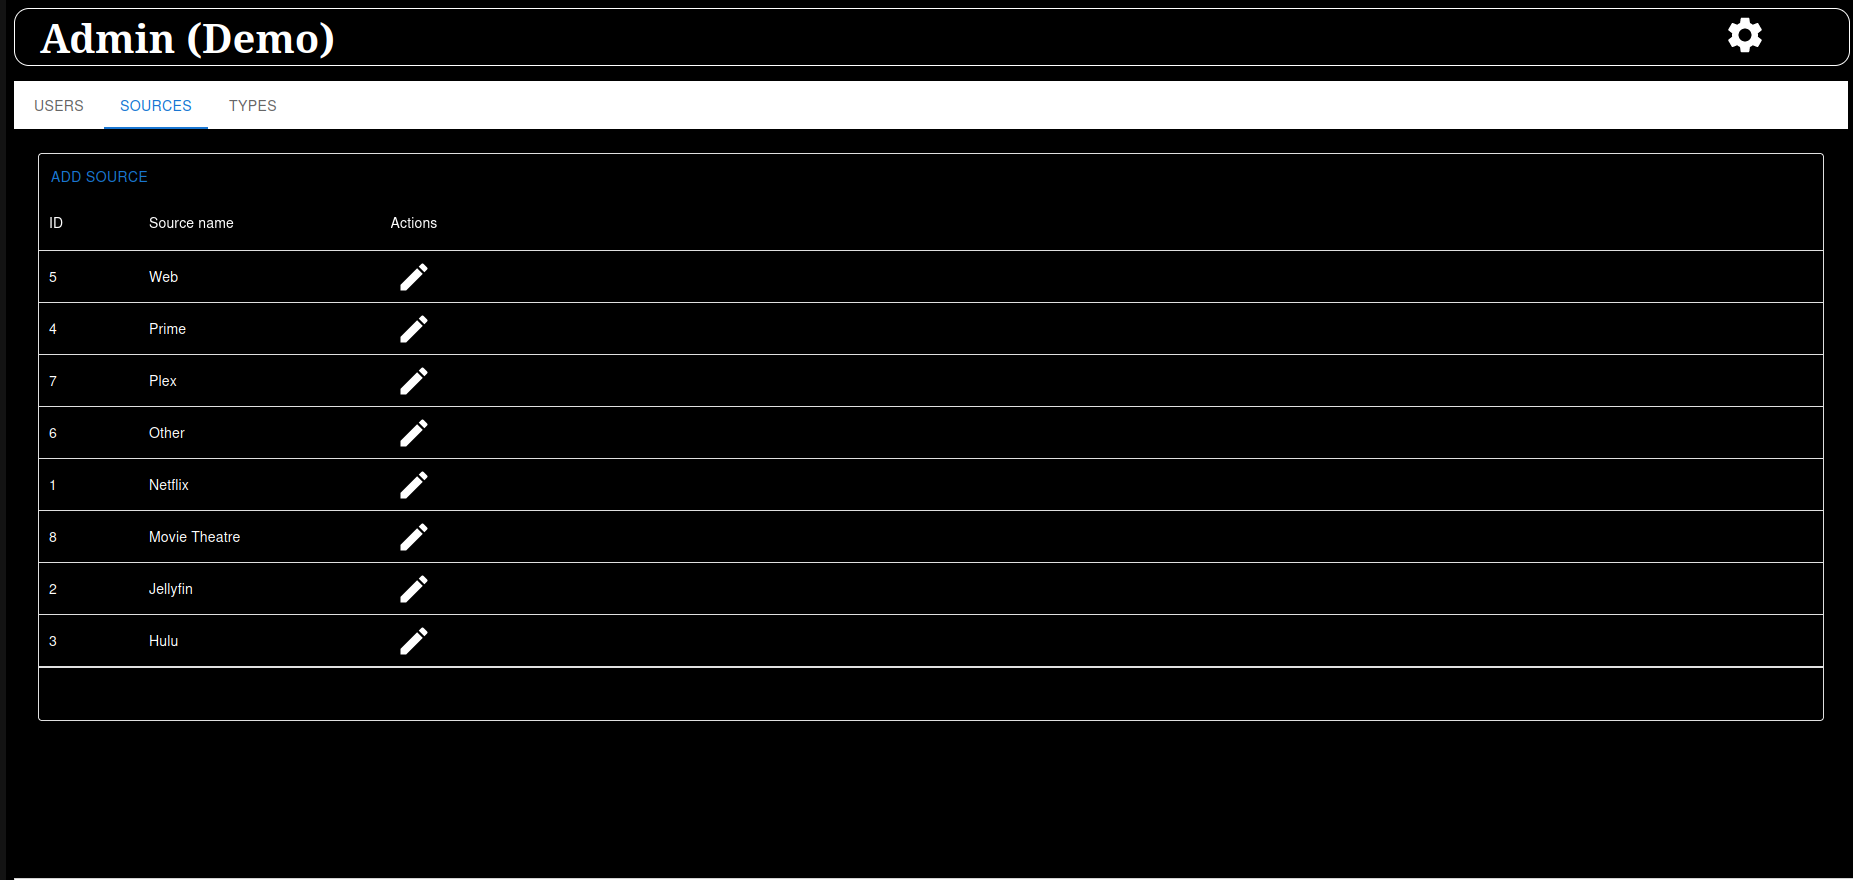 Admin (Demo)
USERS SOURCES TYPES
ADD SOURCE
ID Source name Actions
5 Web
4 Prime
7 Plex
6 Other
1 Netflix
8 Movie Theatre
2 Jellyfin
3 Hulu